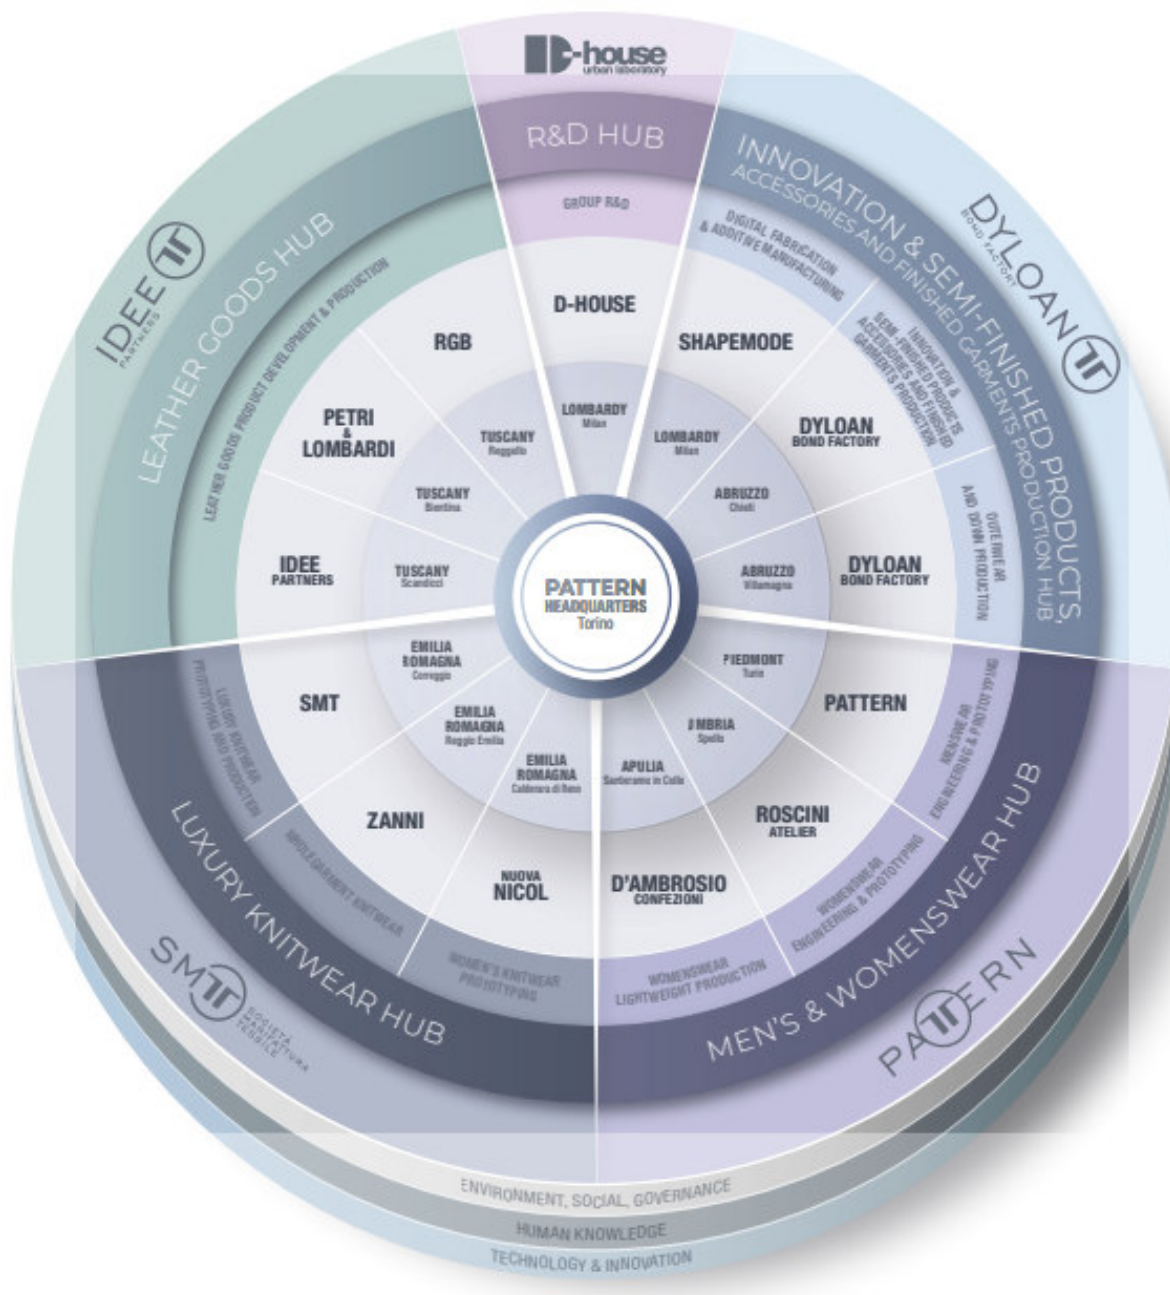 D-house
urban laboratory
R&D HUB
GROUP R&D
D-HOUSE
LOMBARDY
Milan
DYLOAN
BOND FACTORY
INNOVATION & SEMI-FINISHED PRODUCTS,
ACCESSORIES AND FINISHED GARMENTS PRODUCTION HUB
DIGITAL FABRICATION
& ADDITIVE MANUFACTURING
SHAPEMODE
LOMBARDY
Milan
INNOVATION &
SEMI-FINISHED PRODUCTS
ACCESSORIES AND FINISHED
GARMENTS PRODUCTION
DYLOAN
BOND FACTORY
ABRUZZO
Chieti
OUTERWEAR
AND DOWN PRODUCTION
DYLOAN
BOND FACTORY
ABRUZZO
Villamagna
PATTERN
MEN'S & WOMENSWEAR HUB
MENSWEAR
ENGINEERING & PROTOTYPING
PATTERN
PIEDMONT
Turin
WOMENSWEAR
ENGINEERING & PROTOTYPING
ROSCINI
ATELIER
UMBRIA
Spello
WOMENSWEAR
LIGHTWEIGHT PRODUCTION
D'AMBROSIO
CONFEZIONI
APULIA
Santeramo in Colle
SMT
SOCIETÀ
MANIFATTURA
TESSILE
LUXURY KNITWEAR HUB
WOMEN'S KNITWEAR
PROTOTYPING
NUOVA
NICOL
EMILIA
ROMAGNA
Calderara di Reno
WHOLEGARMENT KNITWEAR
ZANNI
EMILIA
ROMAGNA
Reggio Emilia
LUXURY KNITWEAR
PROTOTYPING AND PRODUCTION
SMT
EMILIA
ROMAGNA
Correggio
IDEE
PARTNERS
LEATHER GOODS HUB
LEATHER GOODS PRODUCT DEVELOPMENT & PRODUCTION
IDEE
PARTNERS
TUSCANY
Scandicci
PETRI
&
LOMBARDI
TUSCANY
Bientina
RGB
TUSCANY
Reggello
PATTERN
HEADQUARTERS
Torino
ENVIRONMENT, SOCIAL, GOVERNANCE
HUMAN KNOWLEDGE
TECHNOLOGY & INNOVATION